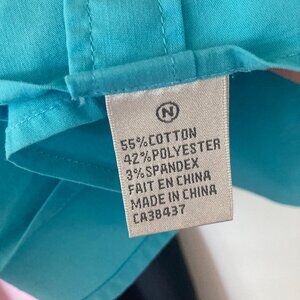 N
55% COTTON
42% POLYESTER
3% SPANDEX
FAIT EN CHINA
MADE IN CHINA
CA38437